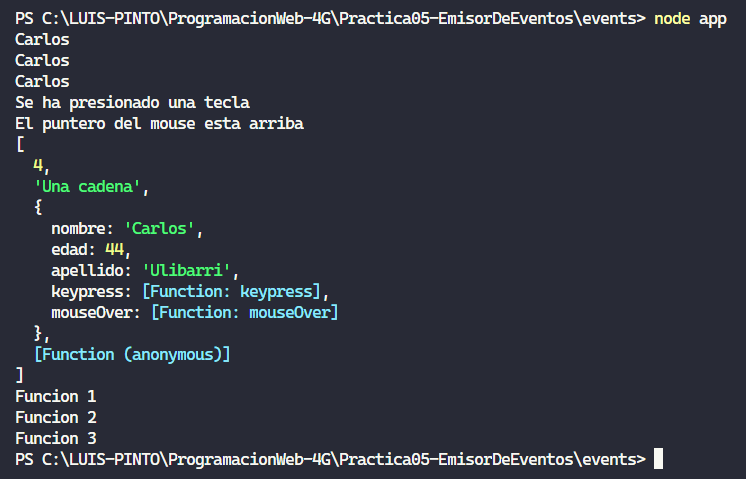 PS C:\LUIS-PINTO\ProgramacionWeb-4G\Practica05-EmisorDeEventos\events> node app
Carlos
Carlos
Carlos
Se ha presionado una tecla
El puntero del mouse esta arriba
[
  4,
  'Una cadena',
  {
    nombre: 'Carlos',
    edad: 44,
    apellido: 'Ulibarri',
    keypress: [Function: keypress],
    mouseOver: [Function: mouseOver]
  },
  [Function (anonymous)]
]
Funcion 1
Funcion 2
Funcion 3
PS C:\LUIS-PINTO\ProgramacionWeb-4G\Practica05-EmisorDeEventos\events>